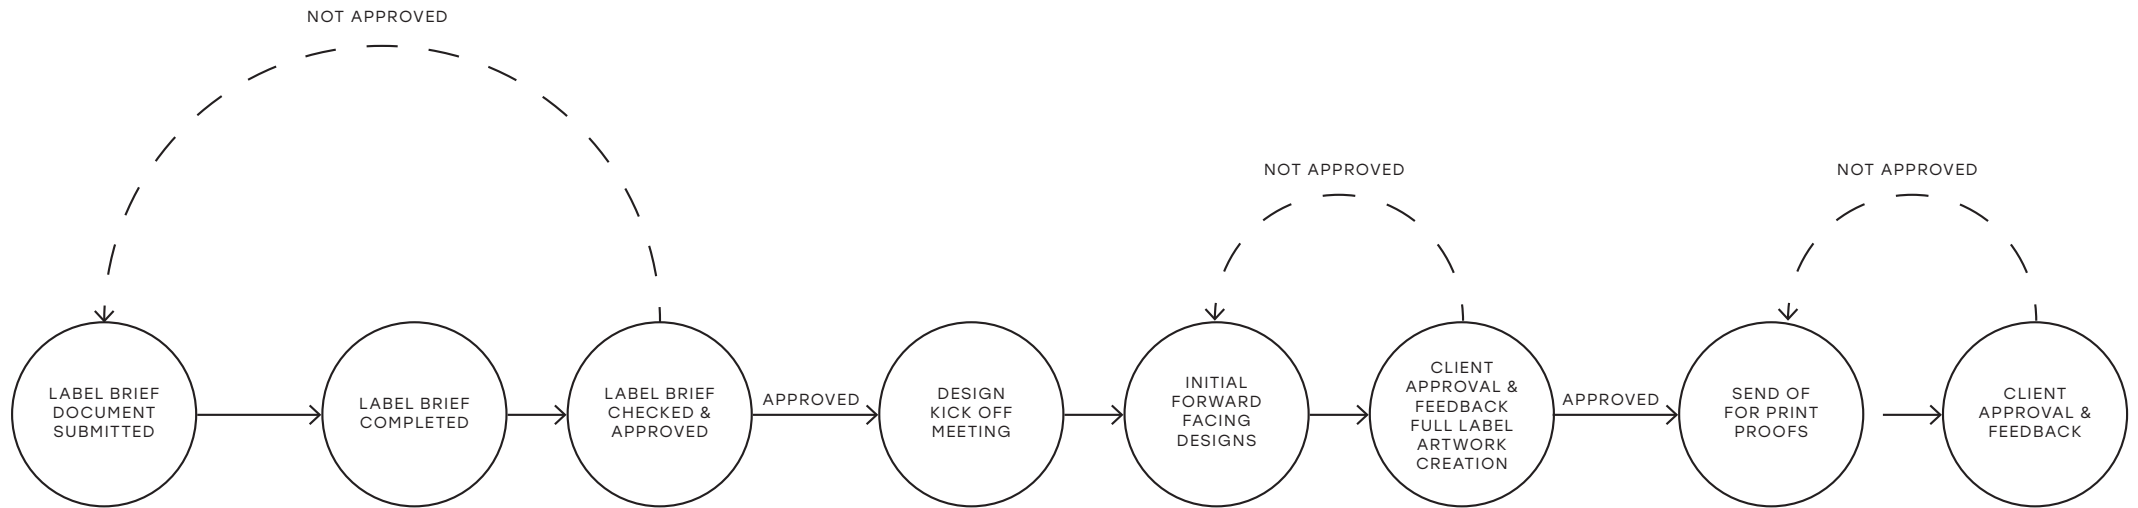 NOT APPROVED
NOT APPROVED
NOT APPROVED
LABEL BRIEF
DOCUMENT
SUBMITTED
LABEL BRIEF
COMPLETED
LABEL BRIEF
CHECKED &
APPROVED
APPROVED
DESIGN
KICK OFF
MEETING
INITIAL
FORWARD
FACING
DESIGNS
CLIENT
APPROVAL &
FEEDBACK
FULL LABEL
ARTWORK
CREATION
APPROVED
SEND OF
FOR PRINT
PROOFS
CLIENT
APPROVAL &
FEEDBACK